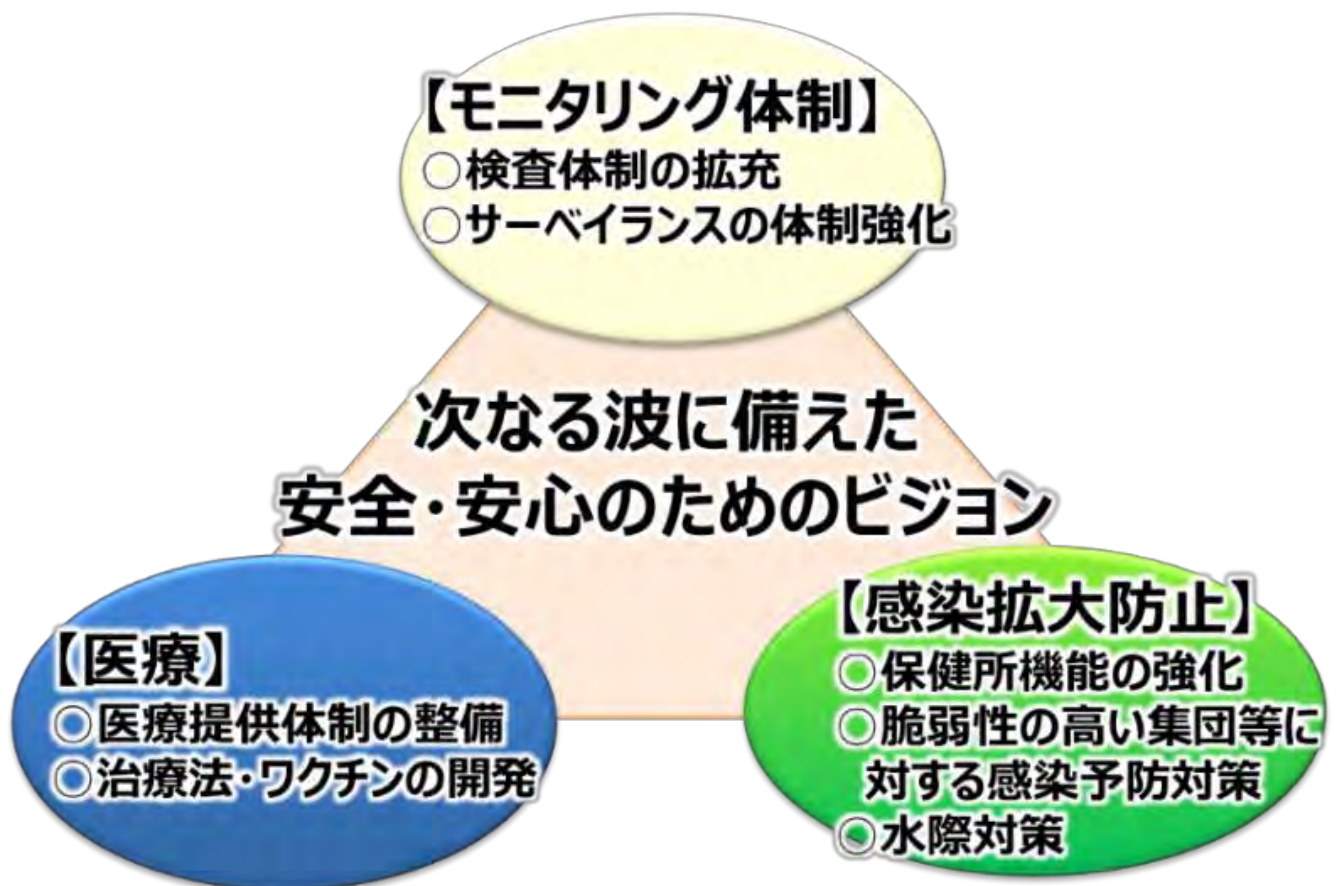 【モニタリング体制】
○検査体制の拡充
○サーベイランスの体制強化
次なる波に備えた
安全・安心のためのビジョン
【医療】
○医療提供体制の整備
○治療法・ワクチンの開発
【感染拡大防止】
○保健所機能の強化
○脆弱性の高い集団等に
対する感染予防対策
○水際対策